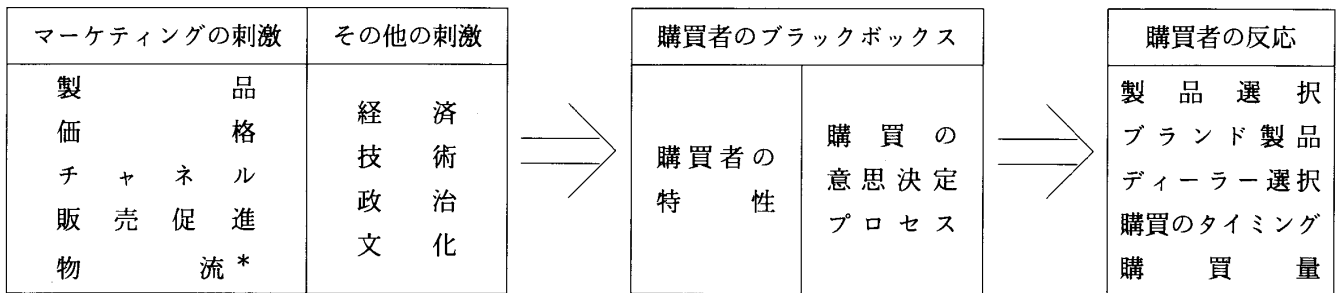 マーケティングの刺激
製品
価格
チャネル
販売促進
物流*
その他の刺激
経済
技術
政治
文化
購買者のブラックボックス
購買者の
特性
購買の
意思決定
プロセス
購買者の反応
製品選択
ブランド製品
ディーラー選択
購買のタイミング
購買量